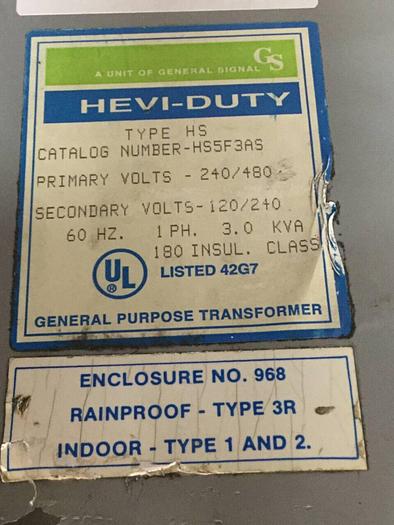 GS
A UNIT OF GENERAL SIGNAL
HEVI-DUTY
TYPE HS
CATALOG NUMBER-HS5F3AS
PRIMARY VOLTS - 240/480
SECONDARY VOLTS-120/240
60 HZ. 1 PH. 3.0 KVA
180 INSUL. CLASS
UL ® LISTED 42G7
GENERAL PURPOSE TRANSFORMER
ENCLOSURE NO. 968
RAINPROOF - TYPE 3R
INDOOR - TYPE 1 AND 2.